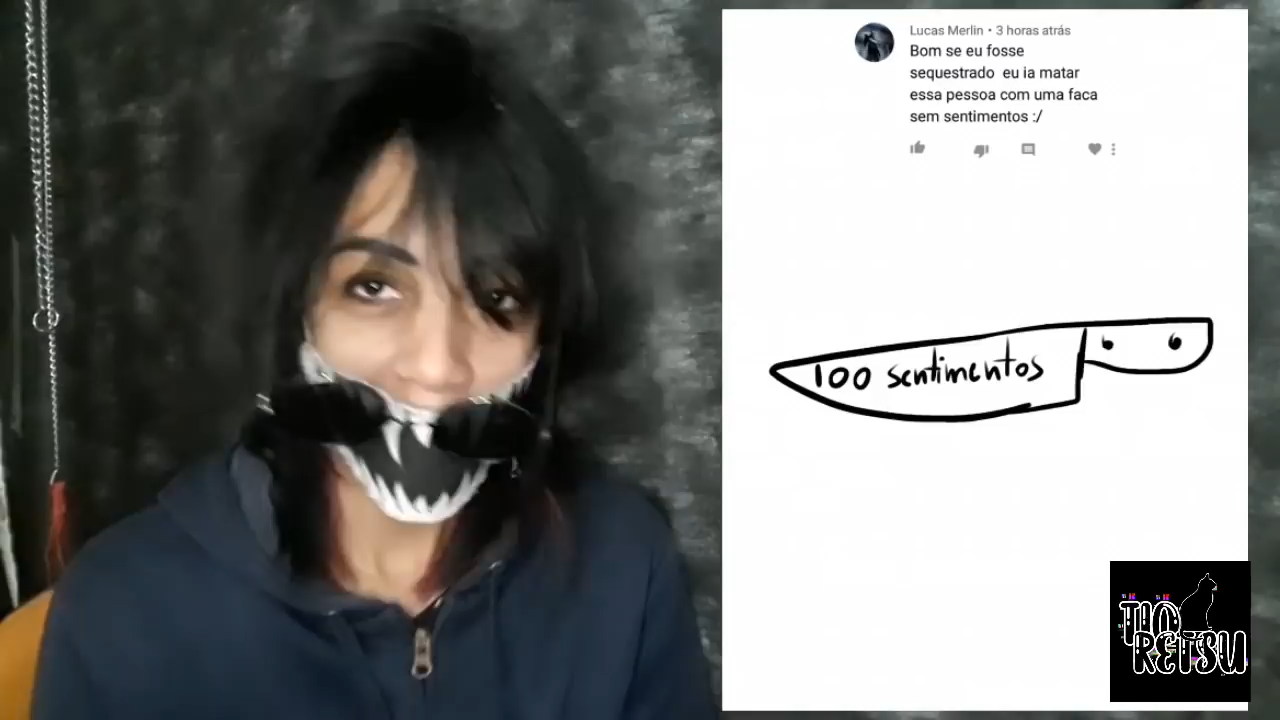 Lucas Merlin • 3 horas atrás
Bom se eu fosse
sequestrado eu ia matar
essa pessoa com uma faca
sem sentimentos :/
100 sentimentos
TIO
RETSU